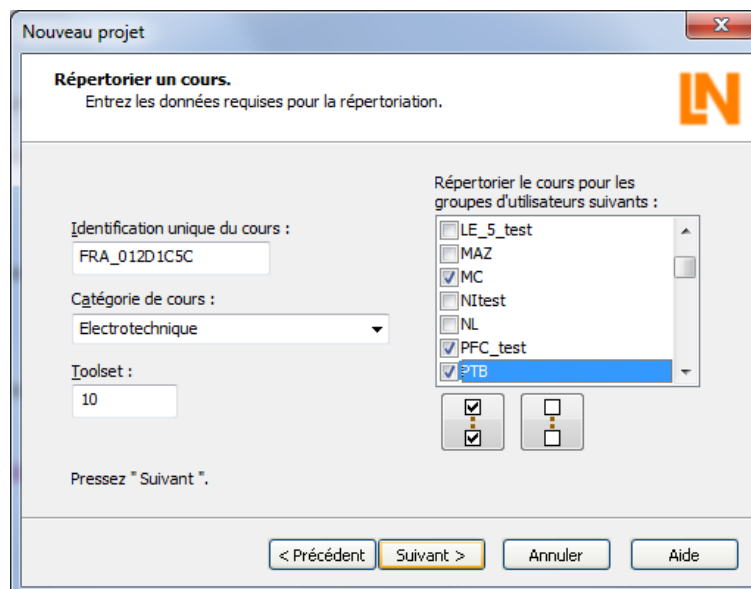 Nouveau projet
Répertorier un cours.
Entrez les données requises pour la répertoriation.
LN
Identification unique du cours :
FRA_012D1C5C
Catégorie de cours :
Electrotechnique
Toolset :
10
Pressez " Suivant ".
Répertorier le cours pour les
groupes d'utilisateurs suivants :
LE_5_test
MAZ
MC
NItest
NL
PFC_test
PTB
< Précédent
Suivant >
Annuler
Aide